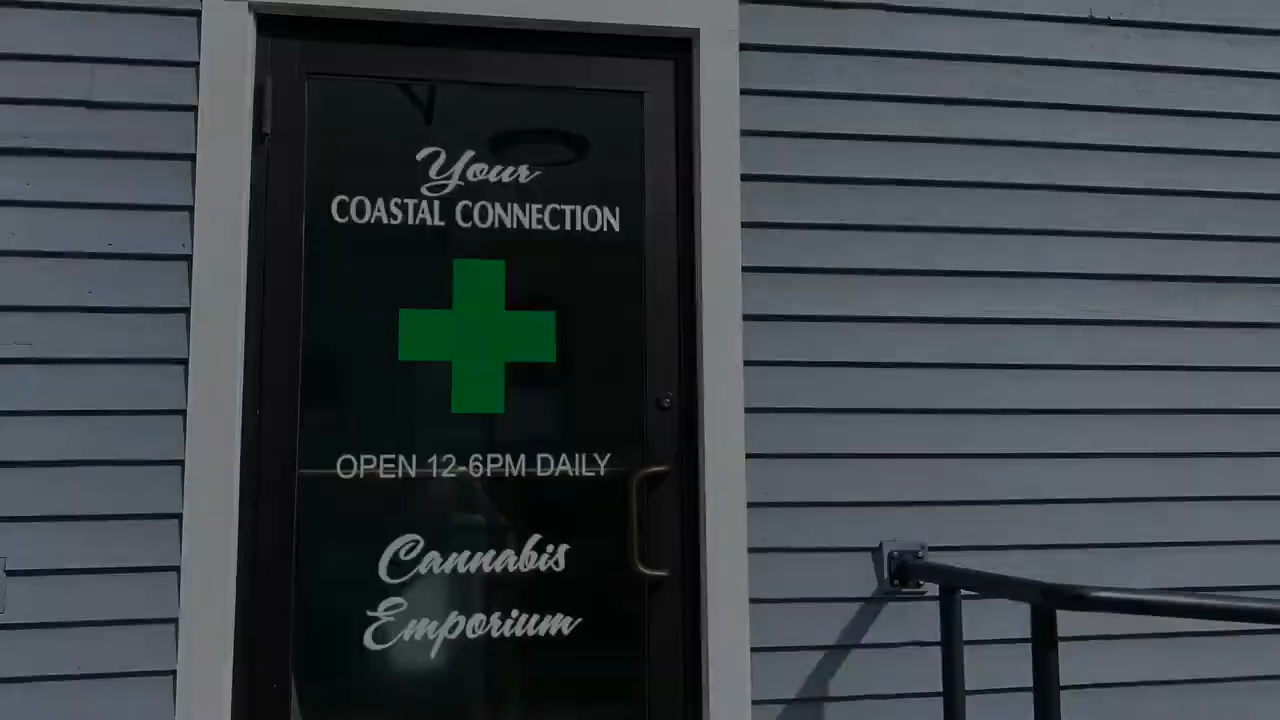 Your
COASTAL CONNECTION
OPEN 12-6PM DAILY
Cannabis
Emporium